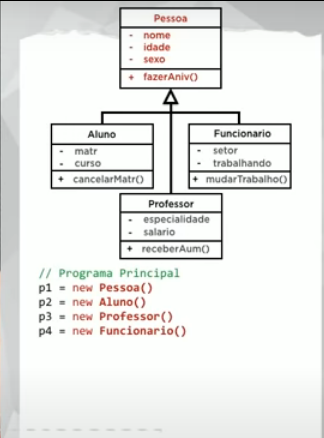 Pessoa
- nome
- idade
- sexo
+ fazerAniv()
Aluno
- matr
- curso
+ cancelarMatr()
Funcionario
- setor
- trabalhando
+ mudarTrabalho()
Professor
- especialidade
- salario
+ receberAum()
// Programa Principal
p1 = new Pessoa()
p2 = new Aluno()
p3 = new Professor()
p4 = new Funcionario()